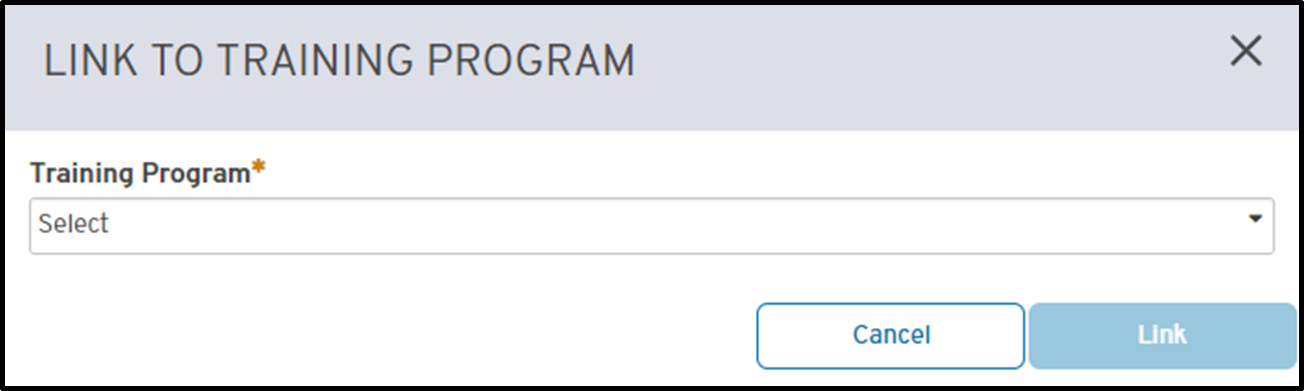 LINK TO TRAINING PROGRAM
Training Program*
Select
Cancel Link